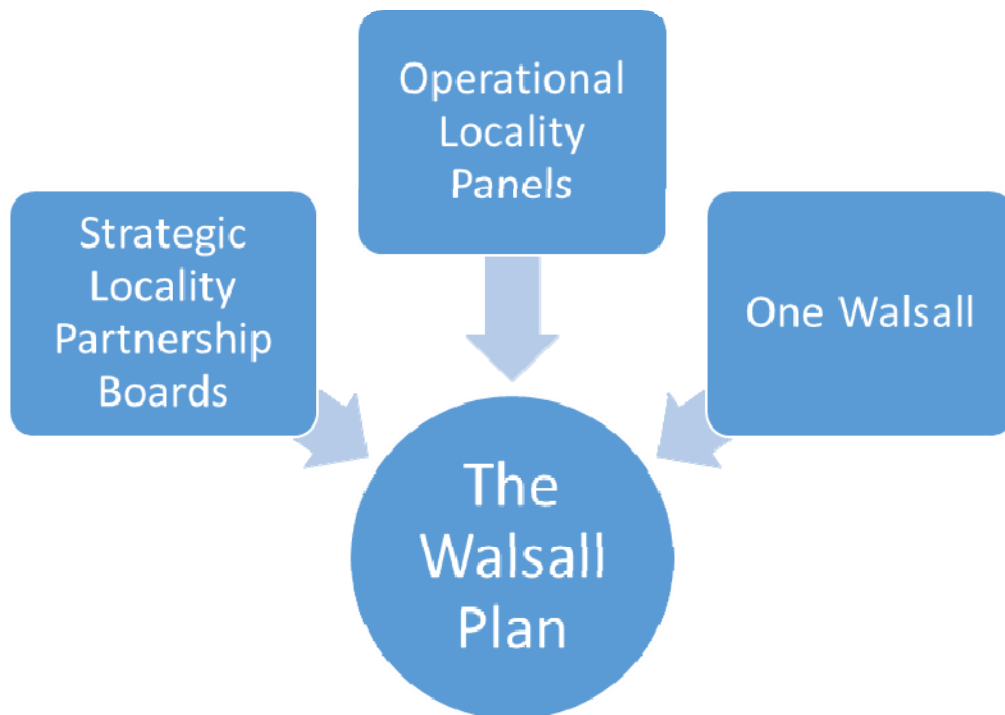 Operational
Locality
Panels
Strategic
Locality
Partnership
Boards
One Walsall
The
Walsall
Plan